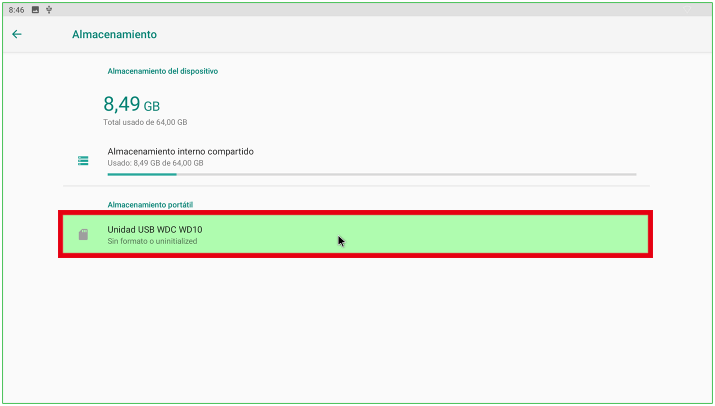 8:46
Almacenamiento
Almacenamiento del dispositivo
8,49 GB
Total usado de 64,00 GB
Almacenamiento interno compartido
Usado: 8,49 GB de 64,00 GB
Almacenamiento portátil
Unidad USB WDC WD10
Sin formato o uninitialized